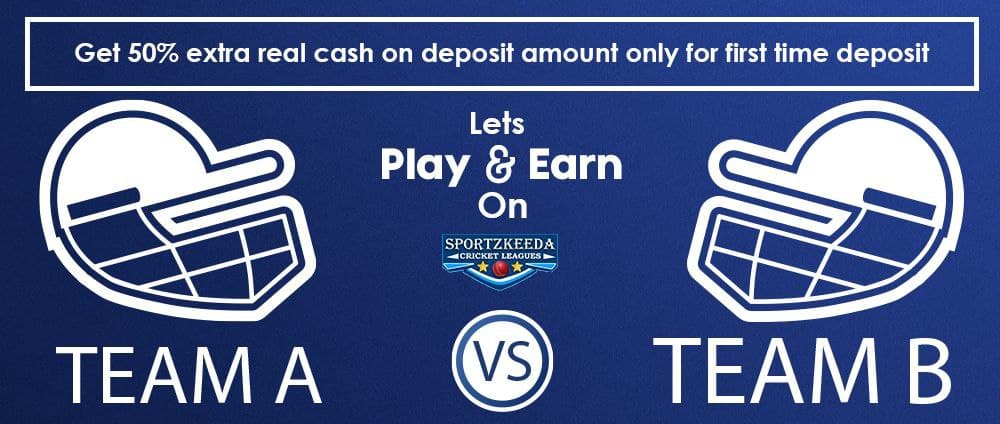 Get 50% extra real cash on deposit amount only for first time deposit
Lets
Play & Earn
On
SPORTZKEEDA
CRICKET LEAGUES
TEAM A
VS
TEAM B